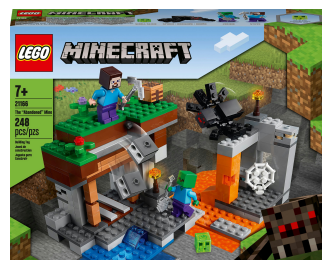 LEGO
MINECRAFT
7+
21166
The "Abandoned" Mine
248
pcs/pzs